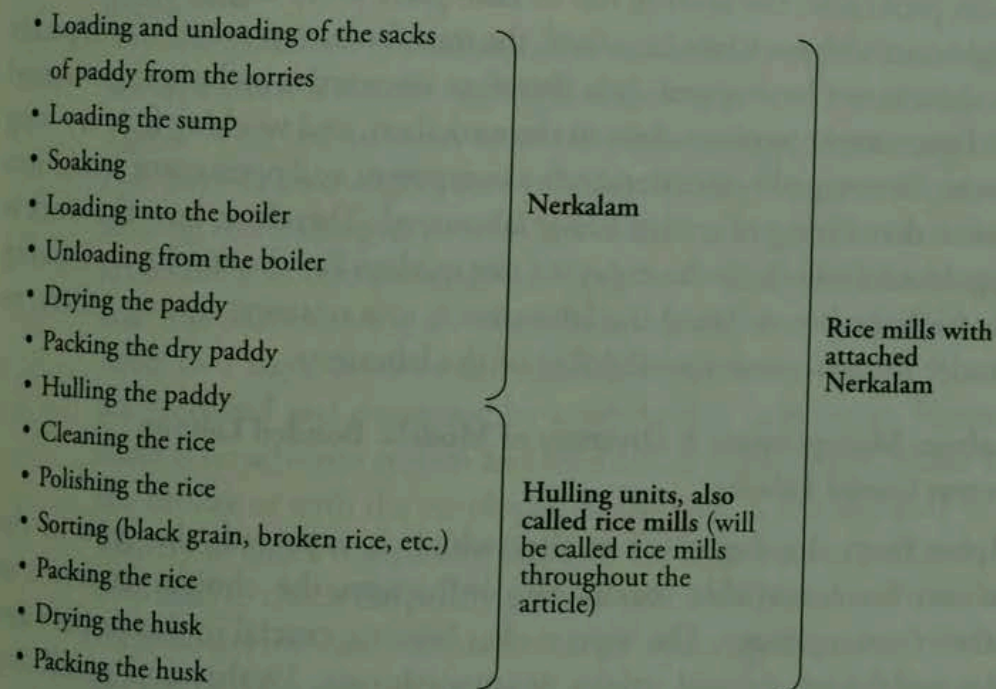 • Loading and unloading of the sacks
of paddy from the lorries
• Loading the sump
• Soaking
• Loading into the boiler
• Unloading from the boiler
• Drying the paddy
• Packing the dry paddy
• Hulling the paddy
• Cleaning the rice
• Polishing the rice
• Sorting (black grain, broken rice, etc.)
• Packing the rice
• Drying the husk
• Packing the husk
Nerkalam
Hulling units, also
called rice mills (will
be called rice mills
throughout the
article)
Rice mills with
attached
Nerkalam